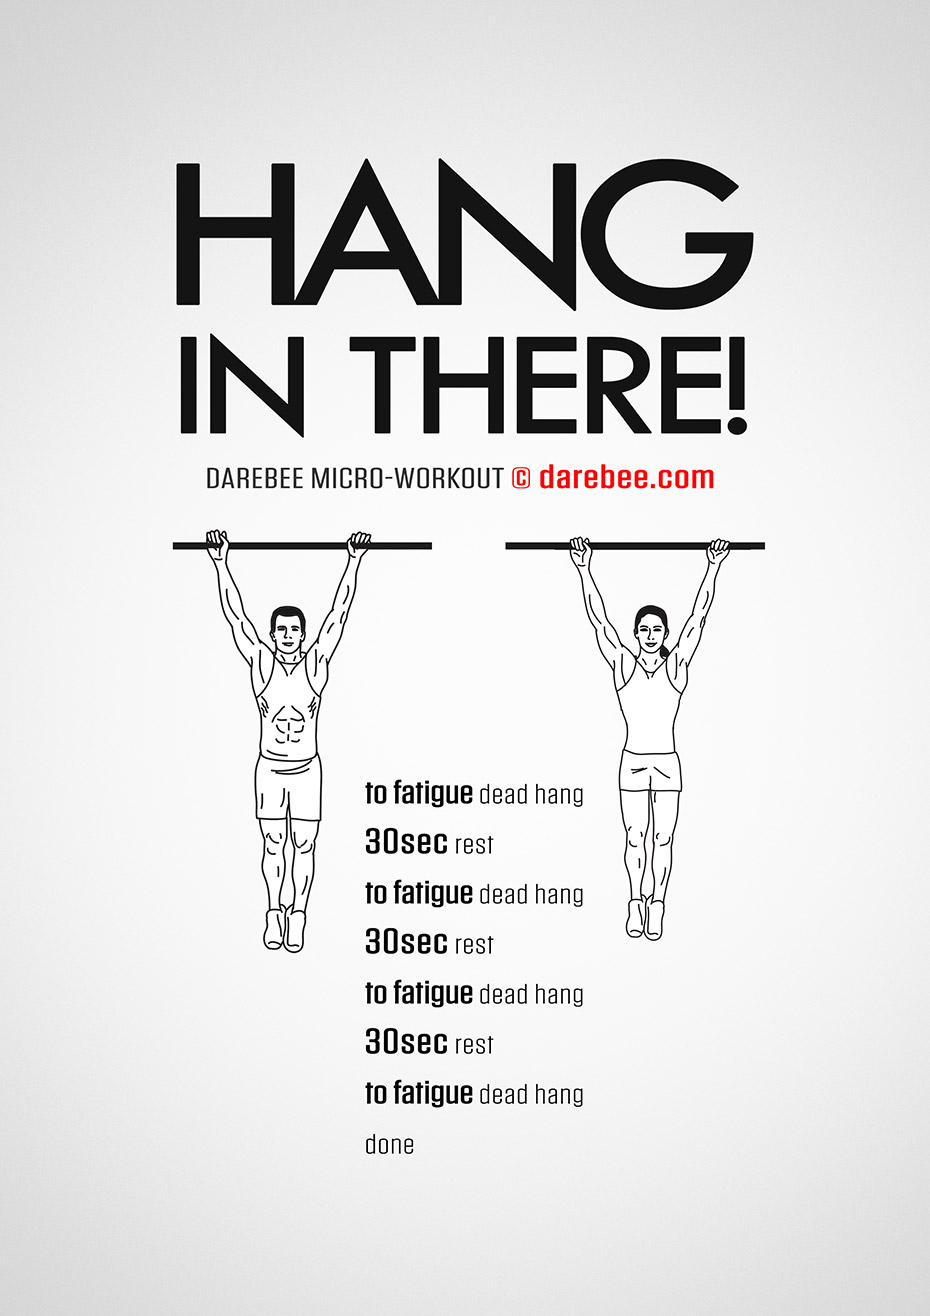 HANG
IN THERE!
DAREBEE MICRO-WORKOUT © darebee.com
to fatigue dead hang
30sec rest
to fatigue dead hang
30sec rest
to fatigue dead hang
30sec rest
to fatigue dead hang
done